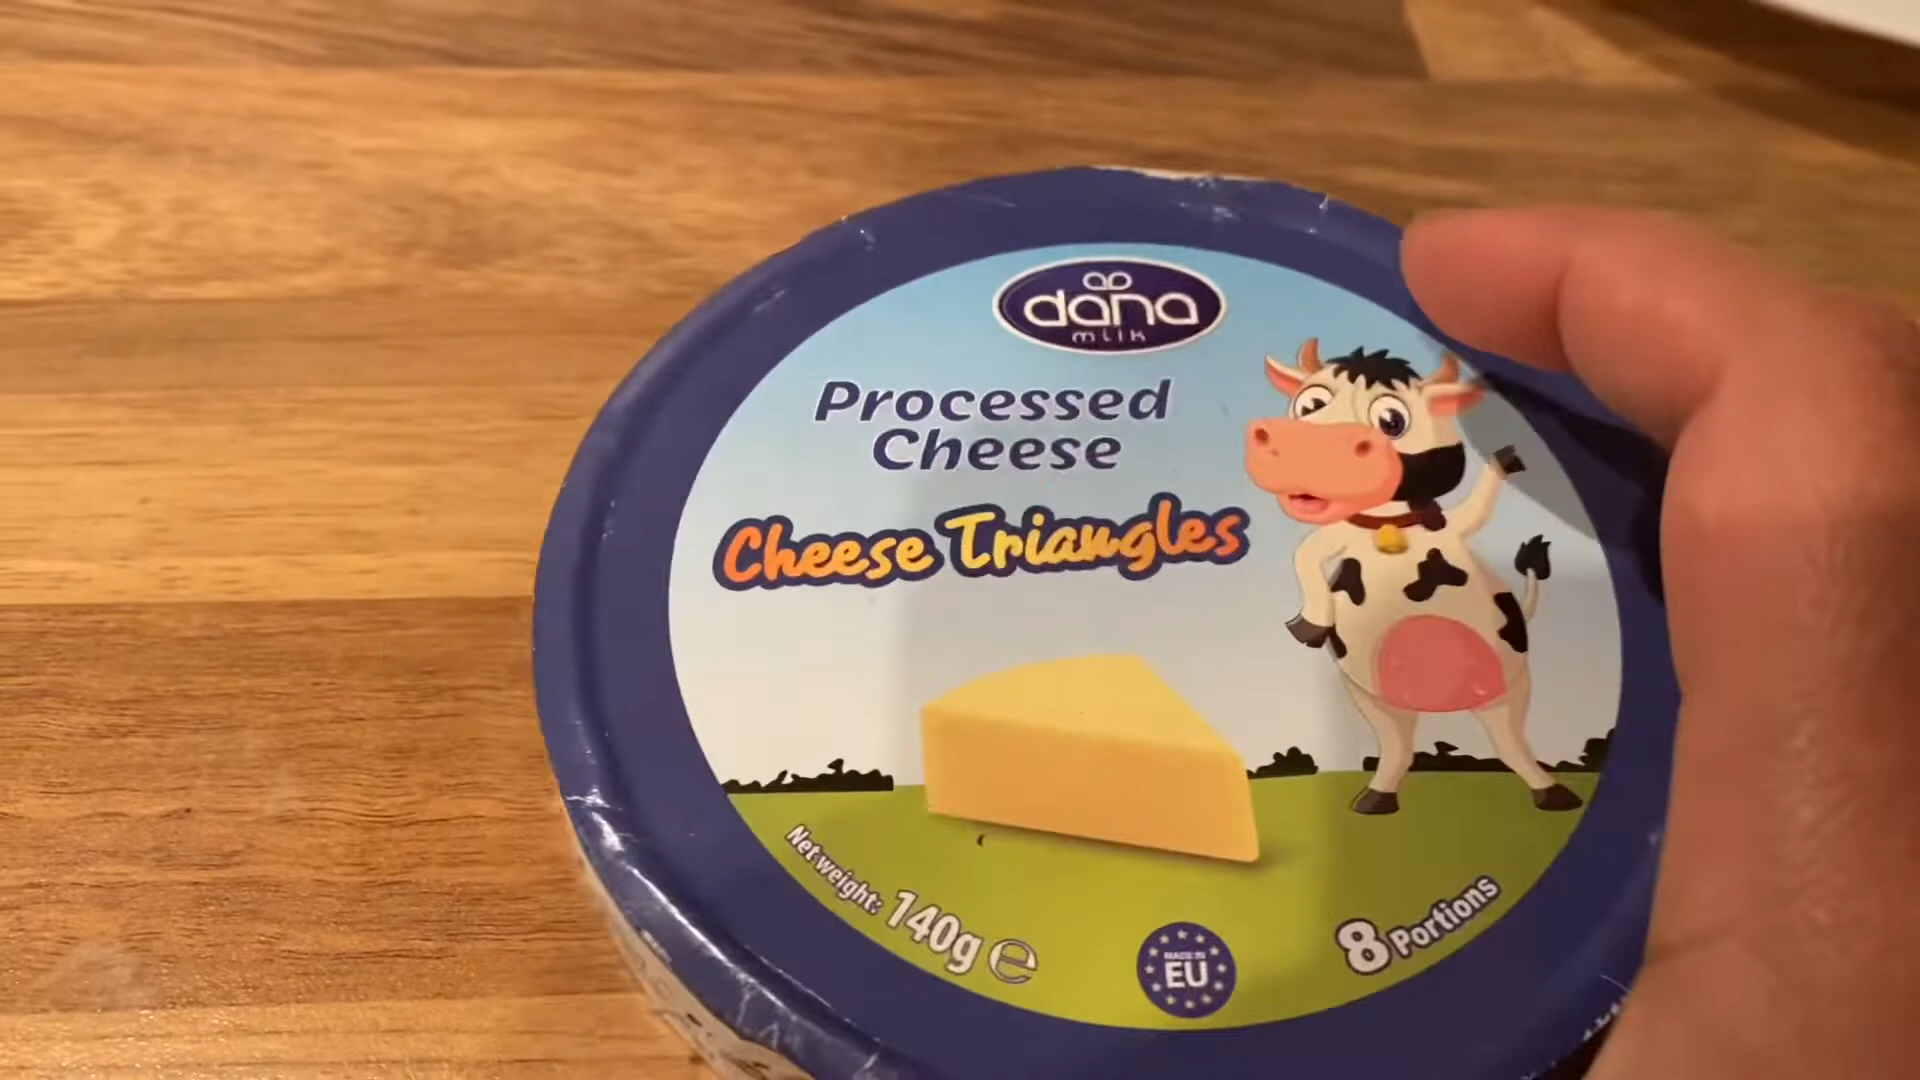 dana
milk
Processed
Cheese
Cheese Triangles
Net weight: 140g e
MADE IN
EU
8 Portions